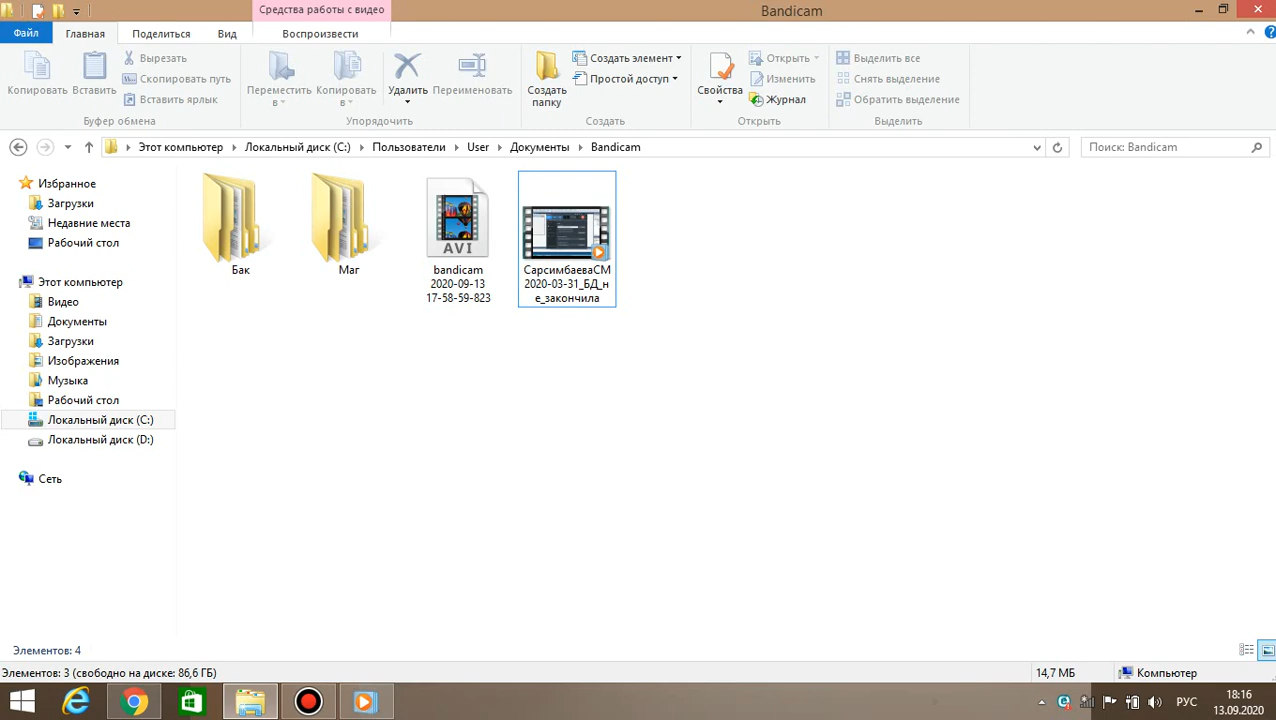 Средства работы с видео
Bandicam
Файл
Главная
Поделиться
Вид
Воспроизвести
Копировать
Вставить
Вырезать
Скопировать путь
Вставить ярлык
Буфер обмена
Переместить в
Копировать в
Удалить
Переименовать
Упорядочить
Создать папку
Создать элемент
Простой доступ
Создать
Свойства
Открыть
Изменить
Журнал
Открыть
Выделить все
Снять выделение
Обратить выделение
Выделить
Этот компьютер
Локальный диск (C:)
Пользователи
User
Документы
Bandicam
Поиск: Bandicam
Избранное
Загрузки
Недавние места
Рабочий стол
Этот компьютер
Видео
Документы
Загрузки
Изображения
Музыка
Рабочий стол
Локальный диск (C:)
Локальный диск (D:)
Сеть
Бак
Маг
AVI
bandicam
2020-09-13
17-58-59-823
СарсимбаеваСМ
2020-03-31_БД_н
е_закончила
Элементов: 4
Элементов: 3 (свободно на диске: 86,6 ГБ)
14,7 МБ
Компьютер
РУС
18:16
13.09.2020